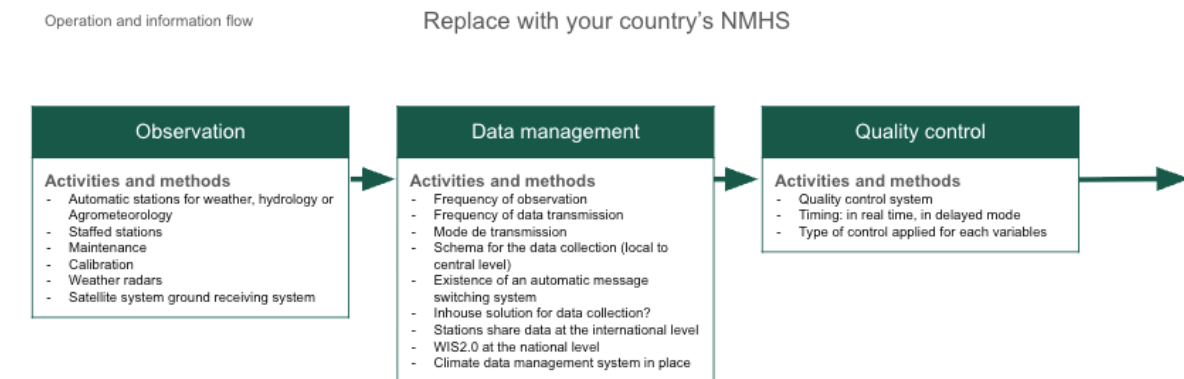 Operation and information flow
Replace with your country's NMHS
Observation
Activities and methods
- Automatic stations for weather, hydrology or
Agrometeorology
- Staffed stations
- Maintenance
- Calibration
- Weather radars
- Satellite system ground receiving system
Data management
Activities and methods
- Frequency of observation
- Frequency of data transmission
- Mode de transmission
- Schema for the data collection (local to
central level)
- Existence of an automatic message
switching system
- Inhouse solution for data collection?
- Stations share data at the international level
- WIS2.0 at the national level
- Climate data management system in place
Quality control
Activities and methods
- Quality control system
- Timing: in real time, in delayed mode
- Type of control applied for each variables